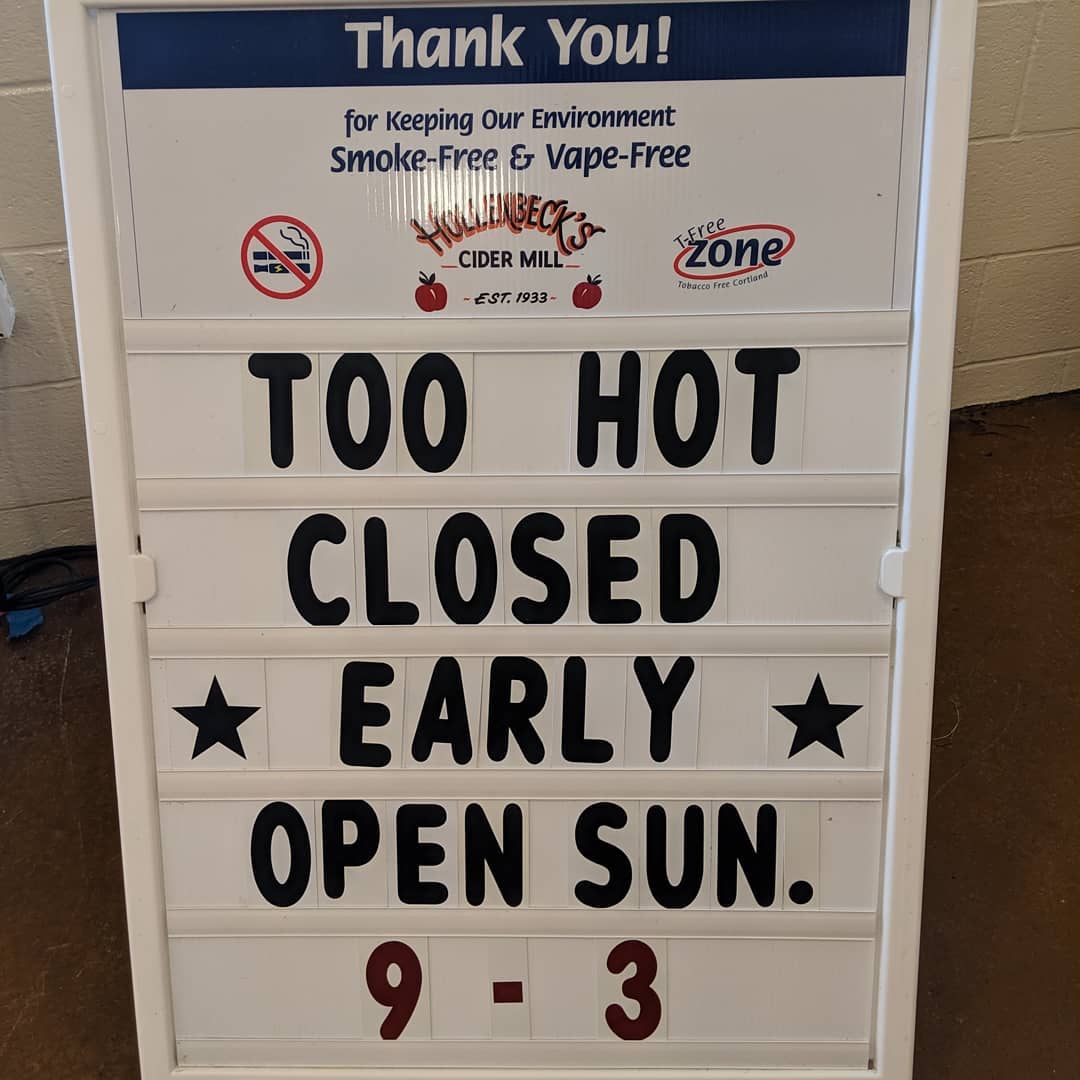 Thank You!
for Keeping Our Environment
Smoke-Free & Vape-Free
HOLLENBECK'S
CIDER MILL
- EST. 1933 -
T-Free
zone
Tobacco Free Cortland
TOO HOT
CLOSED
★ EARLY ★
OPEN SUN.
9 - 3